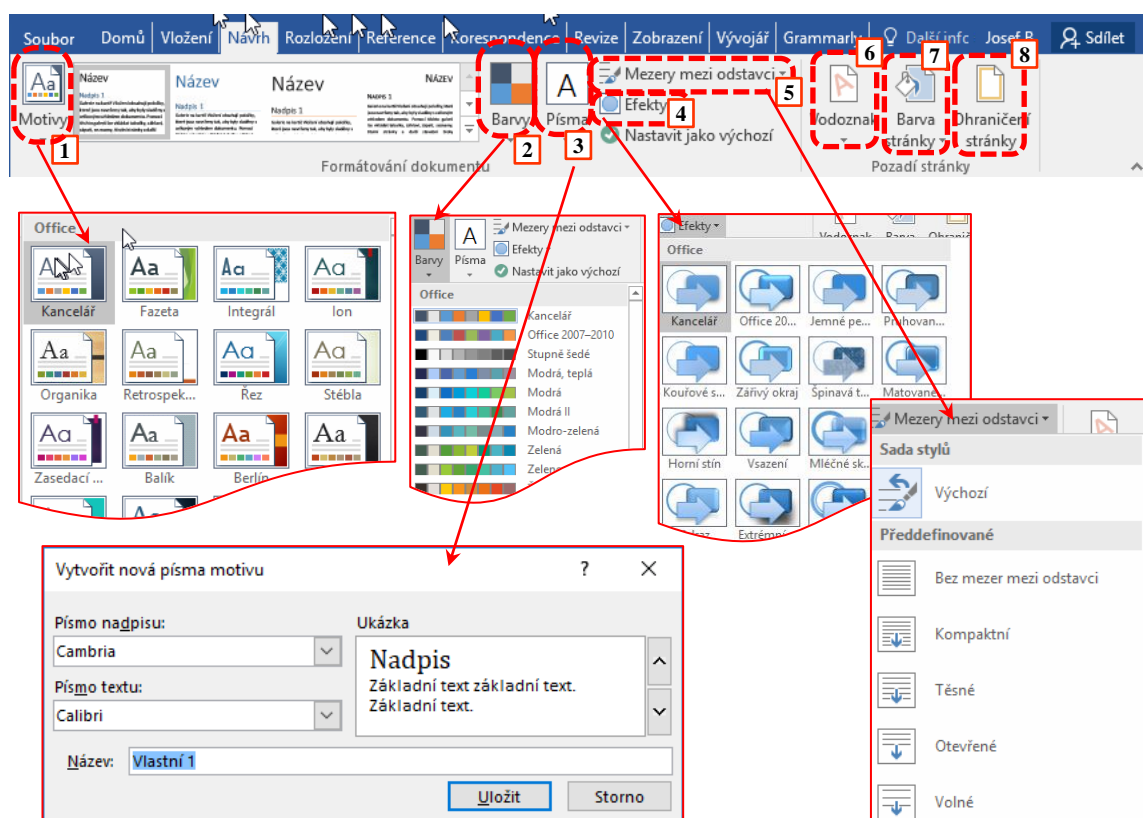 Soubor Domů Vložení Návrh Rozložení Reference Korespondence Revize Zobrazení Vývojář Grammarly Další infc Josef B Sdílet
Motivy
Název
Nadpis 1
Název
Nadpis 1
Název
Nadpis 1
NÁZEV
NADPIS 1
Barvy
Písma
Mezery mezi odstavci
Efekty
Nastavit jako výchozí
Vodoznak
Barva stránky
Ohraničení stránky
1
2
3
4
5
6
7
8
Formátování dokumentu
Pozadí stránky
Office
Kancelář Fazeta Integrál Ion
Organika Retrospek... Řez Stébla
Zasedací ... Balík Berlín
Barvy
Písma
Mezery mezi odstavci
Efekty
Nastavit jako výchozí
Office
Kancelář
Office 2007–2010
Stupně šedé
Modrá, teplá
Modrá
Modrá II
Modro-zelená
Zelená
Efekty
Vodoznak Barva
Office
Kancelář Office 20... Jemné pe... Pruhovan...
Kouřové s... Zářivý okraj Špinavá t... Matované...
Horní stín Vsazení Mléčné sk...
Extrémní
Mezery mezi odstavci
Sada stylů
Výchozí
Předdefinované
Bez mezer mezi odstavci
Kompaktní
Těsné
Otevřené
Volné
Vytvořit nová písma motivu ?
Písmo nadpisu:
Cambria
Písmo textu:
Calibri
Ukázka
Nadpis
Základní text základní text.
Základní text.
Název: Vlastní 1
Uložit Storno